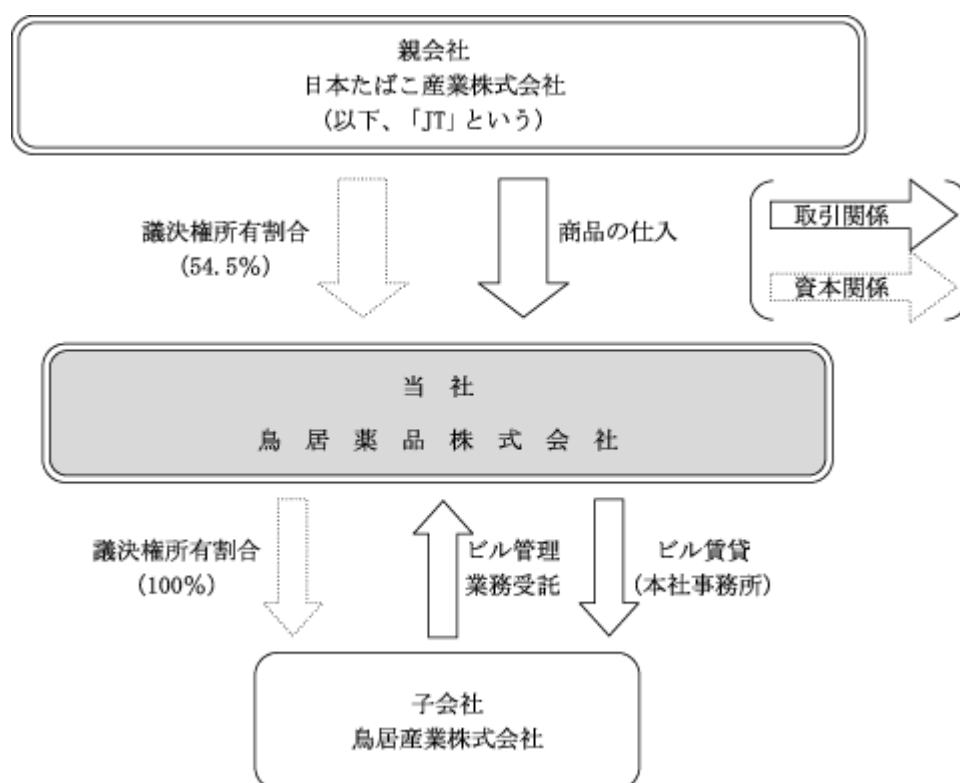 親会社
日本たばこ産業株式会社
(以下、「JT」という)
議決権所有割合
(54.5%)
商品の仕入
取引関係
資本関係
当 社
鳥 居 薬 品 株 式 会 社
議決権所有割合
(100%)
ビル管理
業務受託
ビル賃貸
(本社事務所)
子会社
鳥居産業株式会社